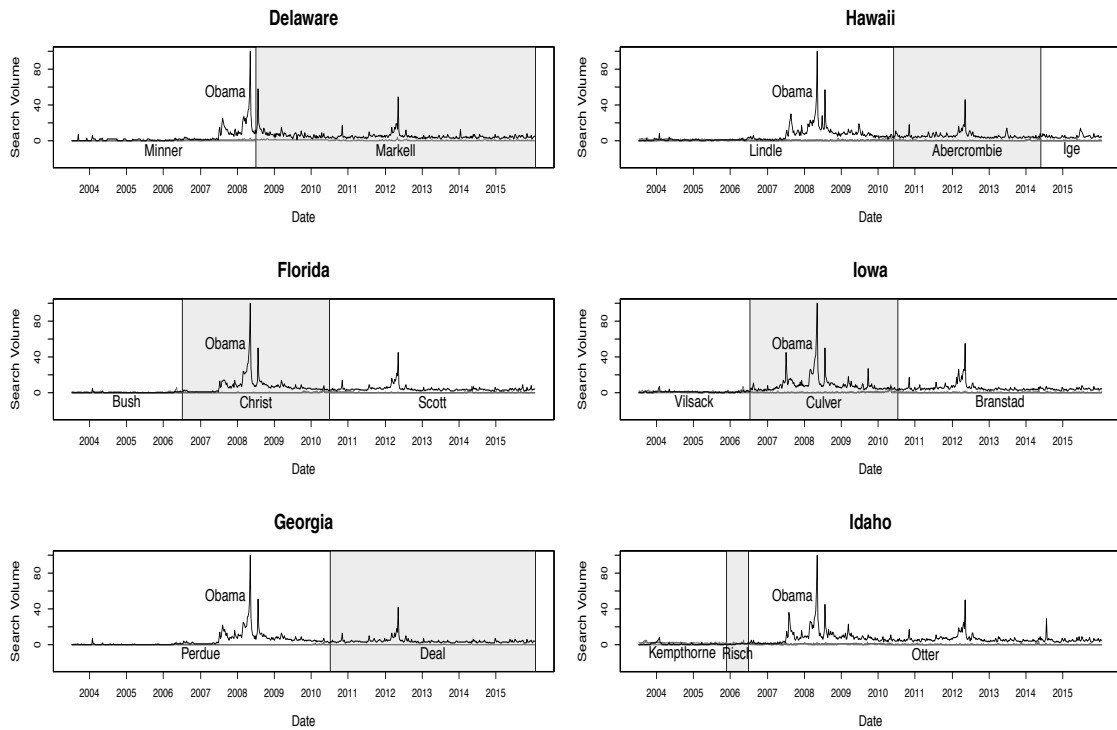 Delaware
Search Volume
0 40 80
Obama
Minner Markell
2004 2005 2006 2007 2008 2009 2010 2011 2012 2013 2014 2015
Date
Hawaii
Search Volume
0 40 80
Obama
Lindle Abercrombie Ige
2004 2005 2006 2007 2008 2009 2010 2011 2012 2013 2014 2015
Date
Florida
Search Volume
0 40 80
Obama
Bush Christ Scott
2004 2005 2006 2007 2008 2009 2010 2011 2012 2013 2014 2015
Date
Iowa
Search Volume
0 40 80
Obama
Vilsack Culver Branstad
2004 2005 2006 2007 2008 2009 2010 2011 2012 2013 2014 2015
Date
Georgia
Search Volume
0 40 80
Obama
Perdue Deal
2004 2005 2006 2007 2008 2009 2010 2011 2012 2013 2014 2015
Date
Idaho
Search Volume
0 40 80
Obama
Kempthorne Risch Otter
2004 2005 2006 2007 2008 2009 2010 2011 2012 2013 2014 2015
Date